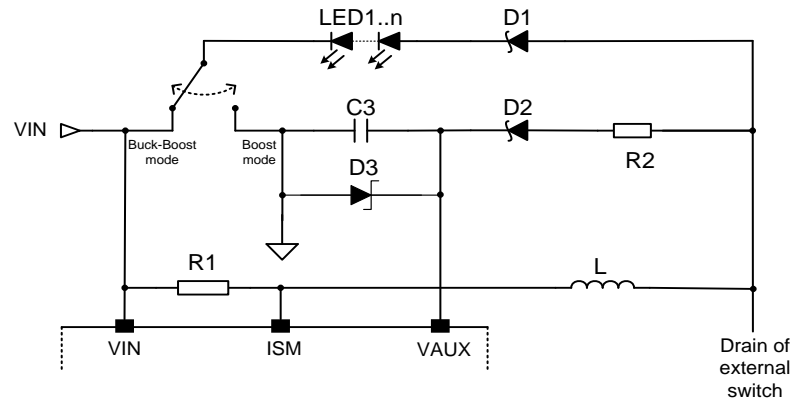 LED1..n
D1
C3
D2
VIN
Buck-Boost
mode
Boost
mode
R2
D3
R1
L
VIN
ISM
VAUX
Drain of
external
switch